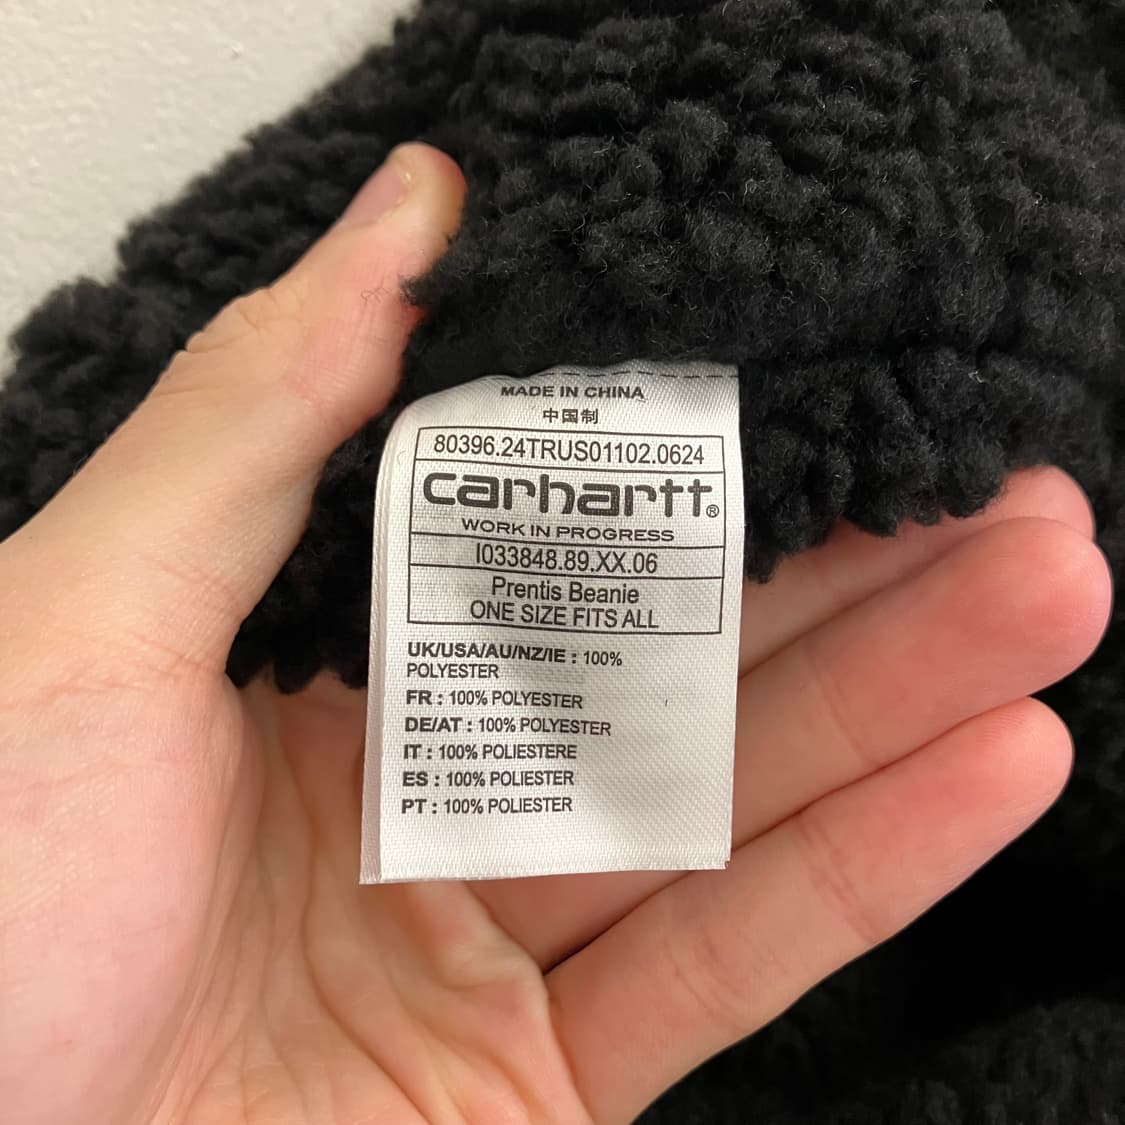 MADE IN CHINA
中国制
80396.24TRUS01102.0624
carhartt®
WORK IN PROGRESS
I033848.89.XX.06
Prentis Beanie
ONE SIZE FITS ALL
UK/USA/AU/NZ/IE : 100%
POLYESTER
FR : 100% POLYESTER
DE/AT : 100% POLYESTER
IT : 100% POLIESTERE
ES : 100% POLIESTER
PT : 100% POLIESTER